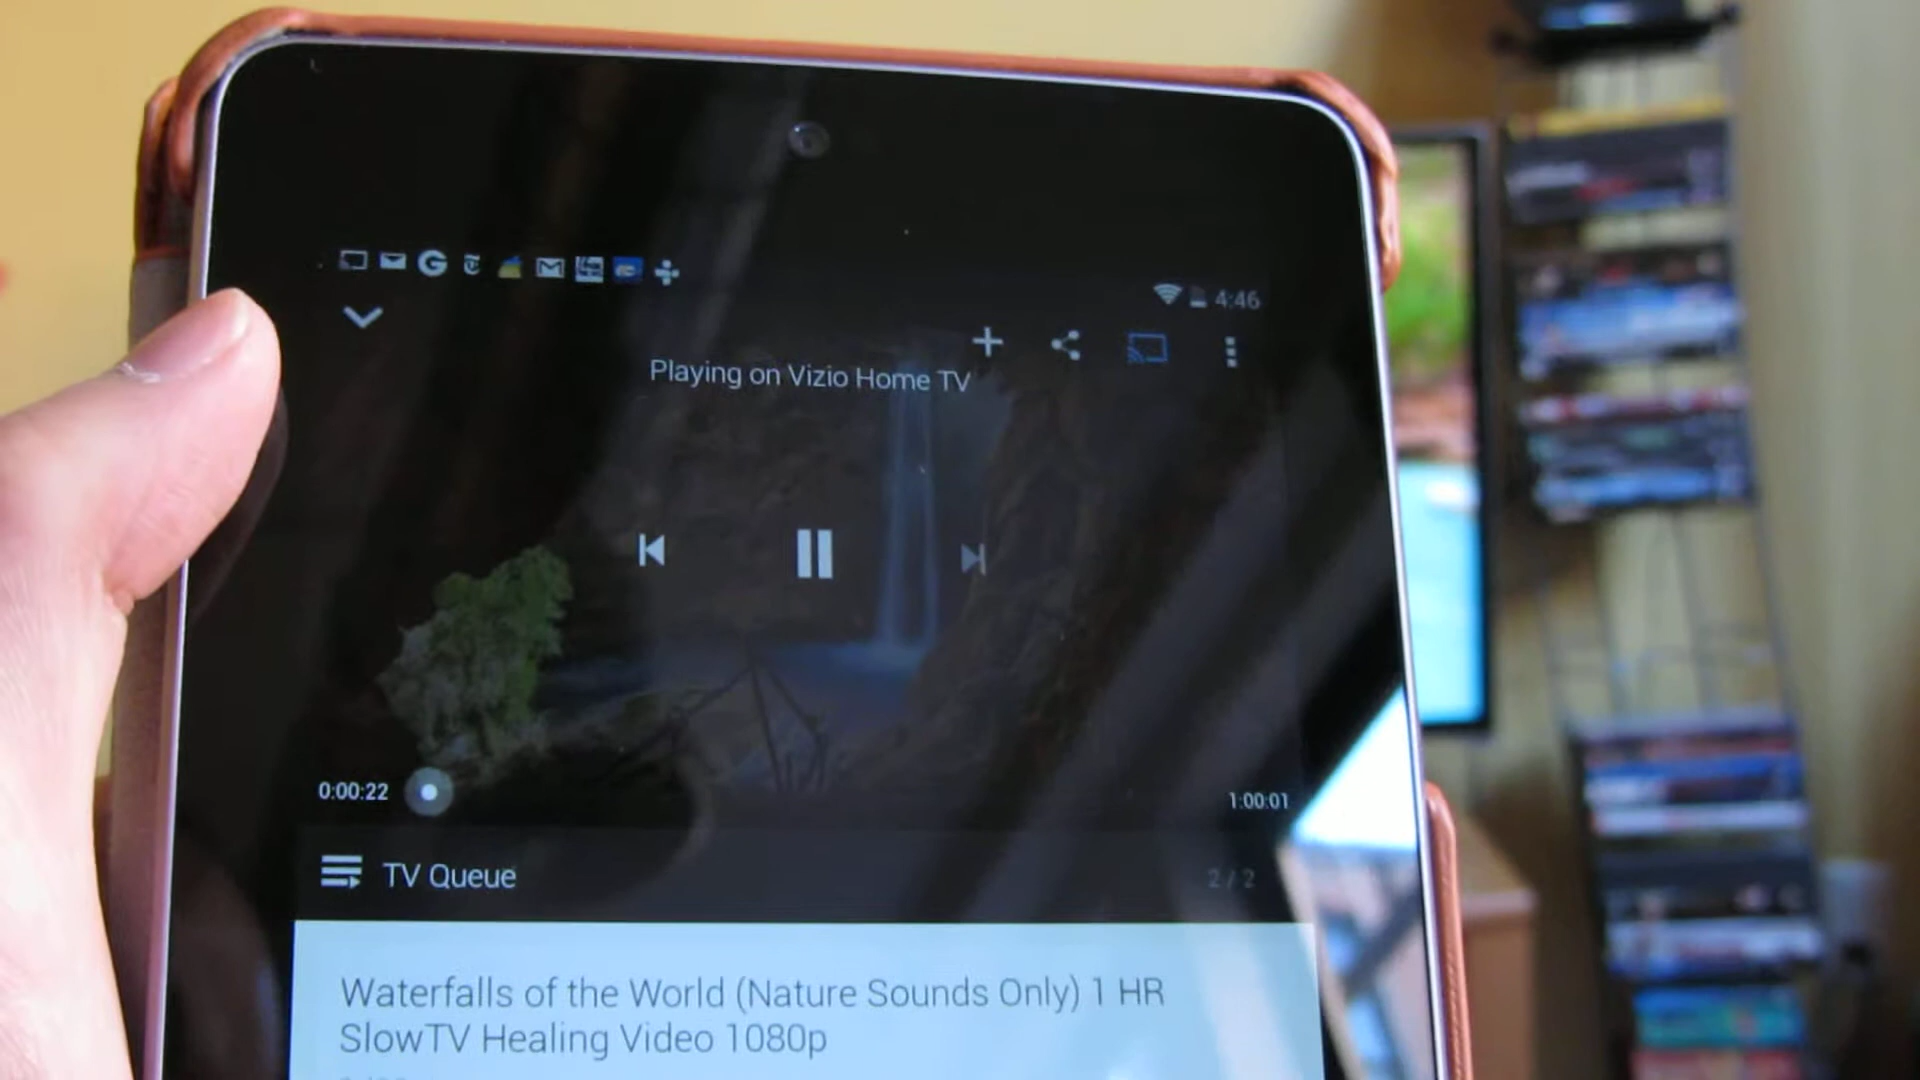 4:46
Playing on Vizio Home TV
0:00:22
1:00:01
TV Queue
2 / 2
Waterfalls of the World (Nature Sounds Only) 1 HR
SlowTV Healing Video 1080p